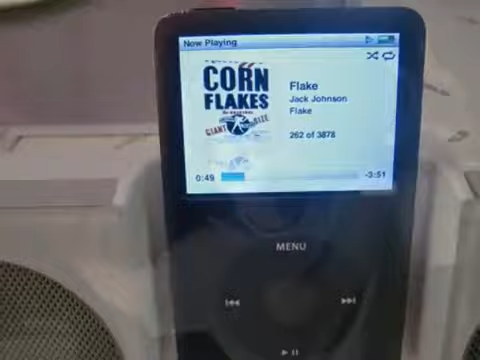 Now Playing
CORN
FLAKES
GIANT SIZE
Flake
Jack Johnson
Flake
262 of 3878
0:49
-3:51
MENU